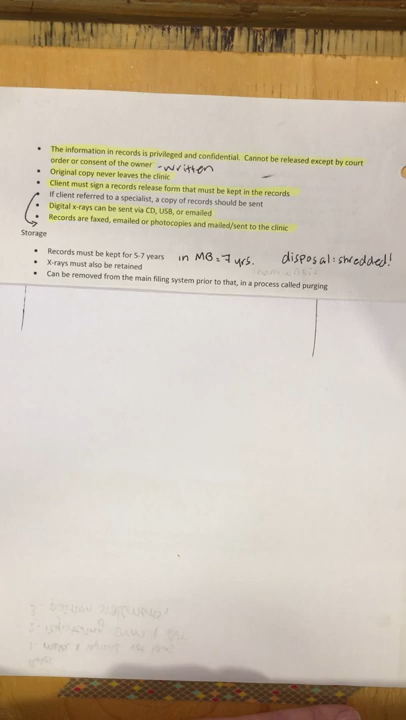 • The information in records is privileged and confidential. Cannot be released except by court
order or consent of the owner -written
• Original copy never leaves the clinic
• Client must sign a records release form that must be kept in the records
• If client referred to a specialist, a copy of records should be sent
• Digital x-rays can be sent via CD, USB, or emailed
• Records are faxed, emailed or photocopies and mailed/sent to the clinic
Storage
• Records must be kept for 5-7 years in MB = 7 yrs. disposal: shredded!
• X-rays must also be retained
• Can be removed from the main filing system prior to that, in a process called purging